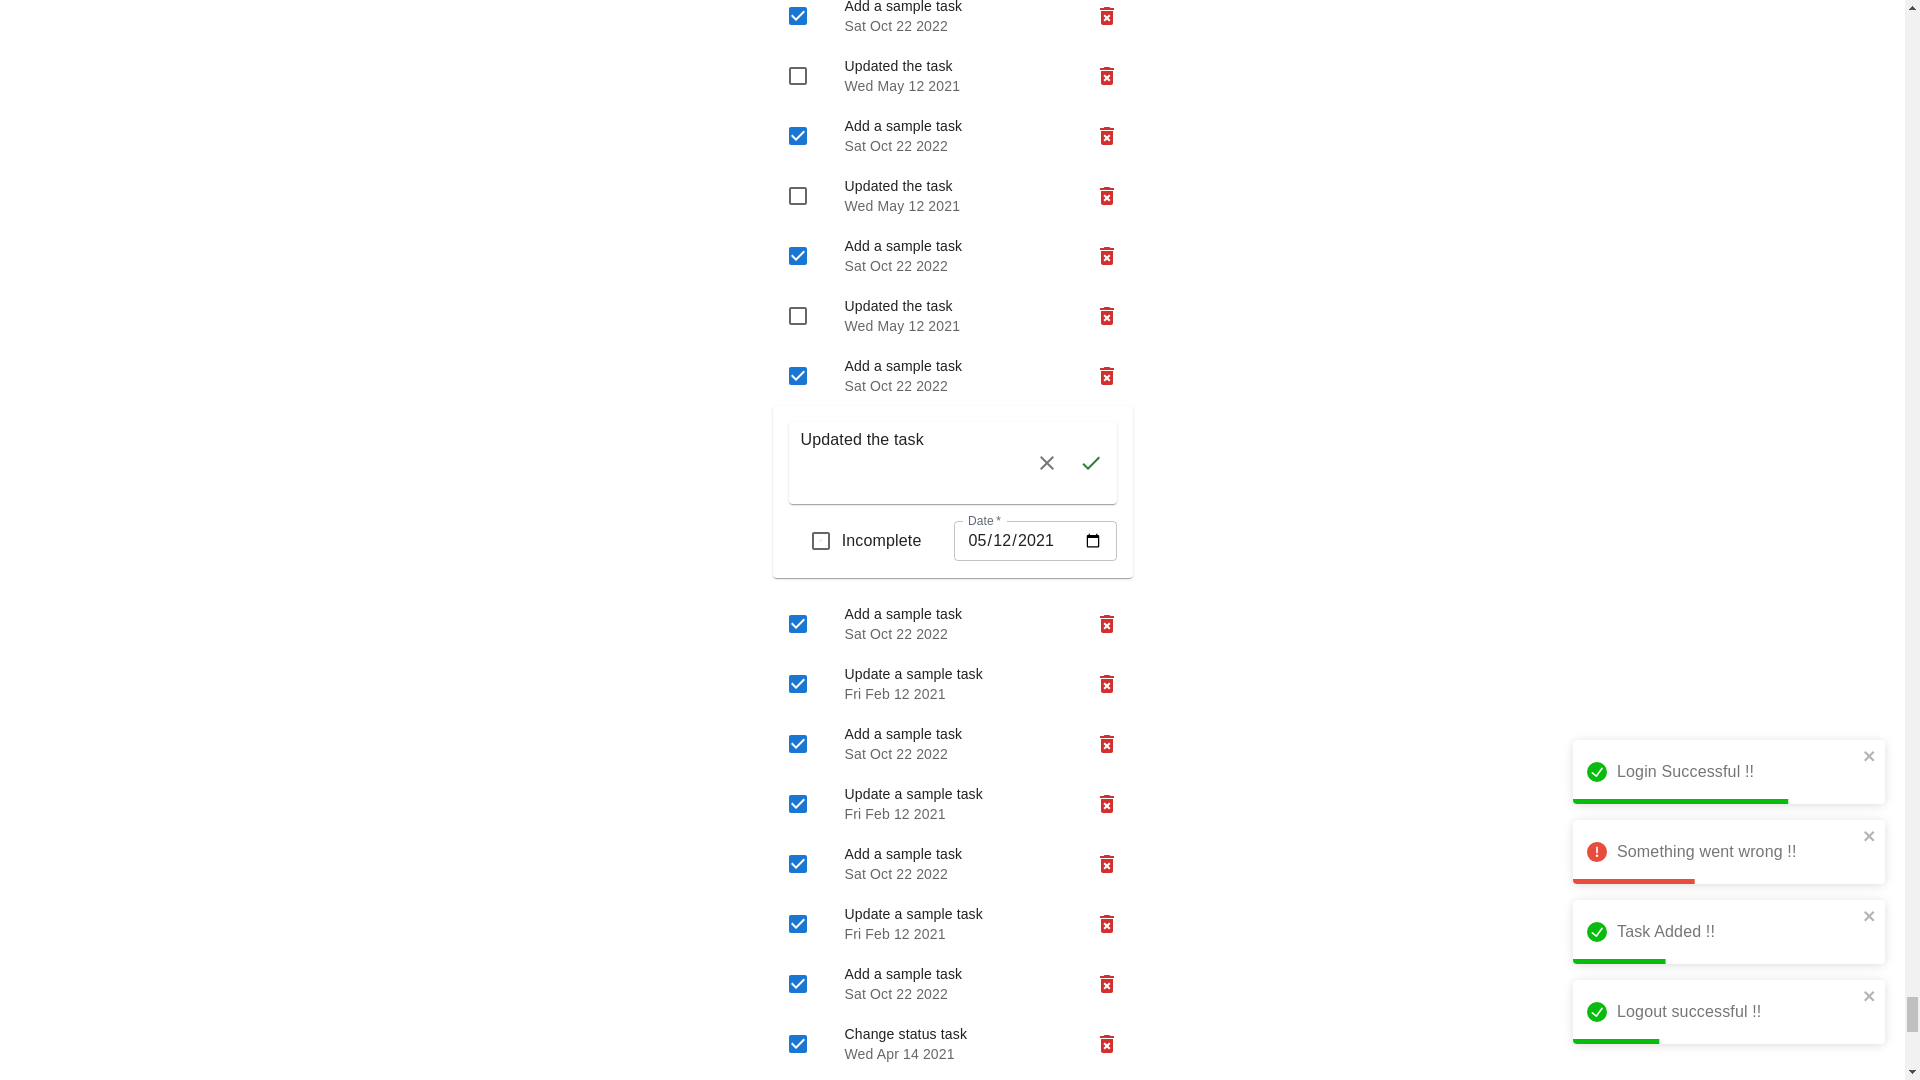 Add a sample task
Sat Oct 22 2022
Updated the task
Wed May 12 2021
Add a sample task
Sat Oct 22 2022
Updated the task
Wed May 12 2021
Add a sample task
Sat Oct 22 2022
Updated the task
Wed May 12 2021
Add a sample task
Sat Oct 22 2022
Updated the task
Incomplete
Date *
05/12/2021
Add a sample task
Sat Oct 22 2022
Update a sample task
Fri Feb 12 2021
Add a sample task
Sat Oct 22 2022
Update a sample task
Fri Feb 12 2021
Add a sample task
Sat Oct 22 2022
Update a sample task
Fri Feb 12 2021
Add a sample task
Sat Oct 22 2022
Change status task
Wed Apr 14 2021
Login Successful !!
Something went wrong !!
Task Added !!
Logout successful !!